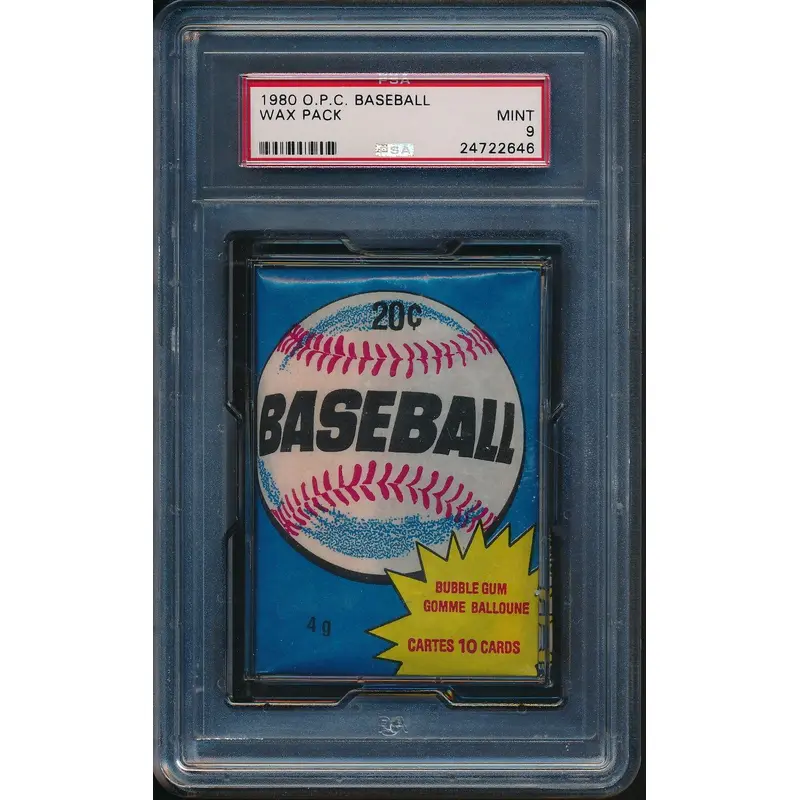 PSA
1980 O.P.C. BASEBALL
WAX PACK
MINT
9
PSA
24722646
20¢
BASEBALL
BUBBLE GUM
GOMME BALLOUNE
4 g
CARTES 10 CARDS